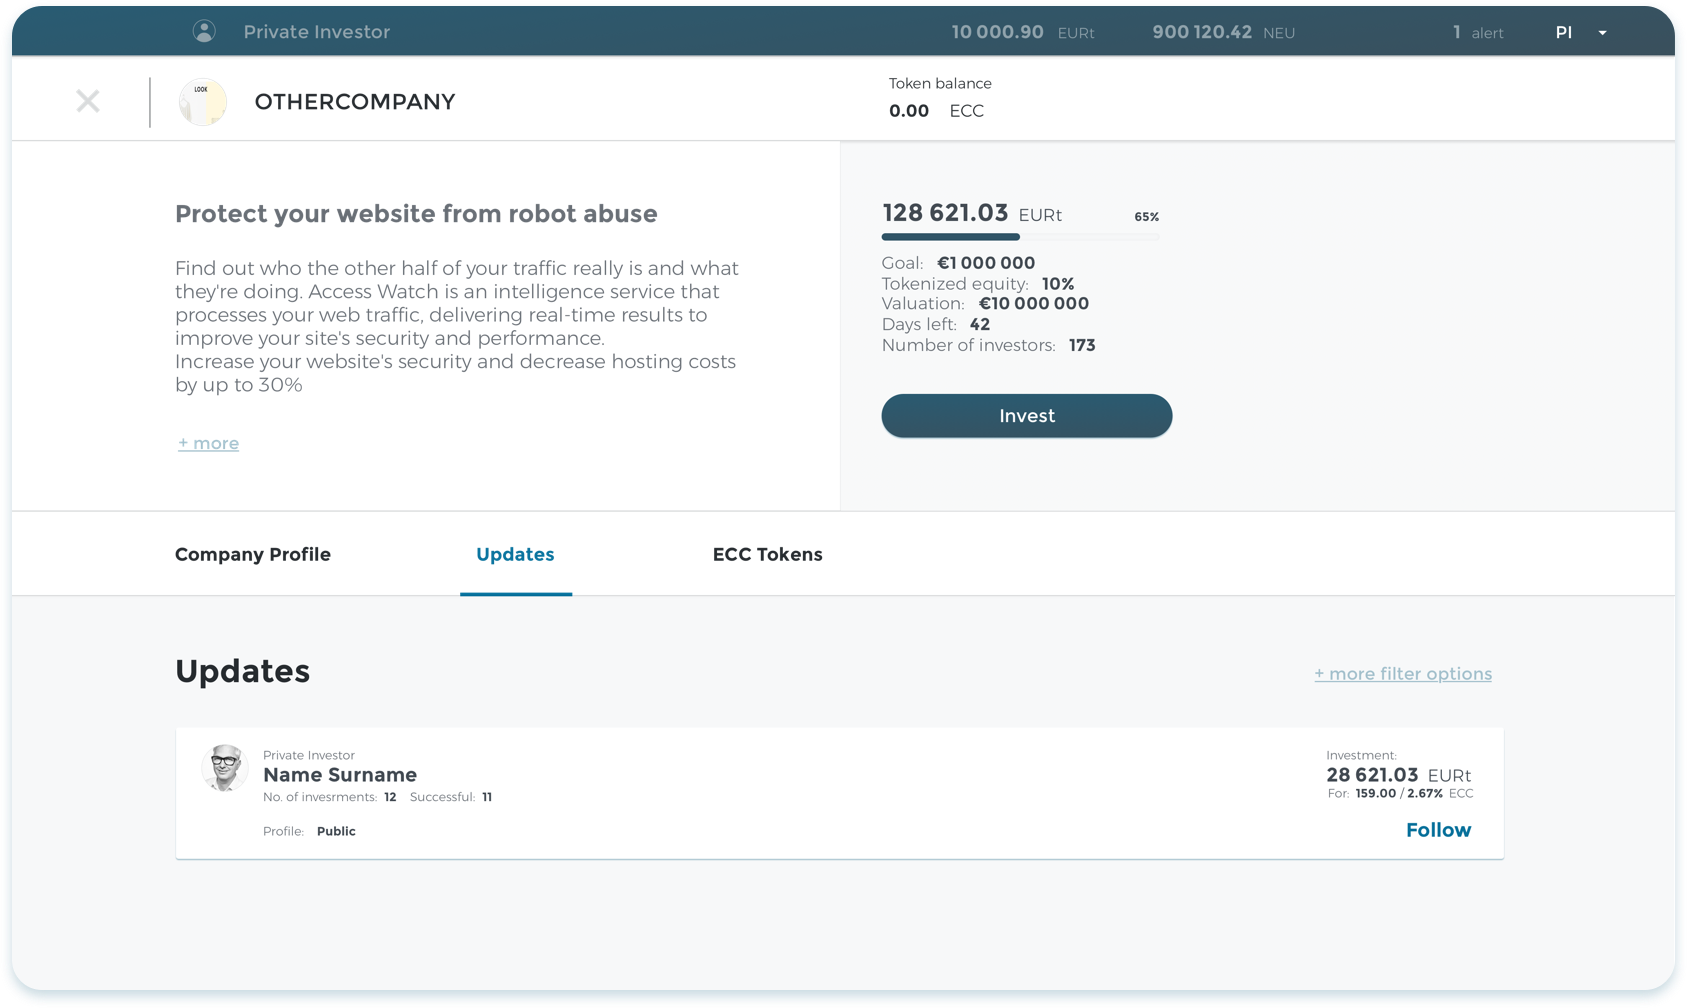 Private Investor
10 000.90 EURt
900 120.42 NEU
1 alert
PI
LOOK
OTHERCOMPANY
Token balance
0.00 ECC
Protect your website from robot abuse
Find out who the other half of your traffic really is and what
they're doing. Access Watch is an intelligence service that
processes your web traffic, delivering real-time results to
improve your site's security and performance.
Increase your website's security and decrease hosting costs
by up to 30%
+ more
128 621.03 EURt 65%
Goal: €1 000 000
Tokenized equity: 10%
Valuation: €10 000 000
Days left: 42
Number of investors: 173
Invest
Company Profile
Updates
ECC Tokens
Updates
+ more filter options
Private Investor
Name Surname
No. of invesrments: 12 Successful: 11
Profile: Public
Investment:
28 621.03 EURt
For: 159.00 / 2.67% ECC
Follow